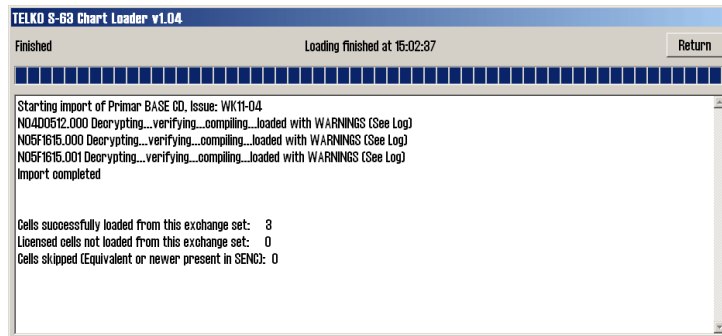 TELKO S-63 Chart Loader v1.04
Finished
Loading finished at 15:02:37
Return
Starting import of Primar BASE CD, Issue: WK11-04
NO4D0512.000 Decrypting...verifying...compiling...loaded with WARNINGS (See Log)
NO5F1615.000 Decrypting...verifying...compiling...loaded with WARNINGS (See Log)
NO5F1615.001 Decrypting...verifying...compiling...loaded with WARNINGS (See Log)
Import completed
Cells successfully loaded from this exchange set: 3
Licensed cells not loaded from this exchange set: 0
Cells skipped (Equivalent or newer present in SENC): 0